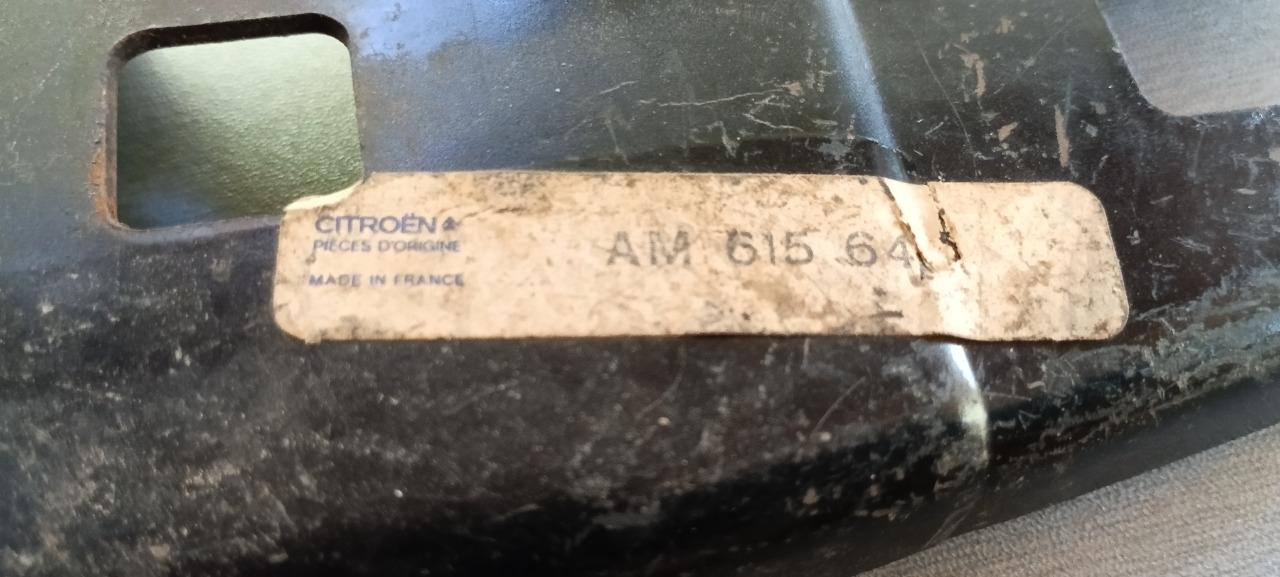 CITROËN
PIÈCES D'ORIGINE
MADE IN FRANCE
AM 615 64